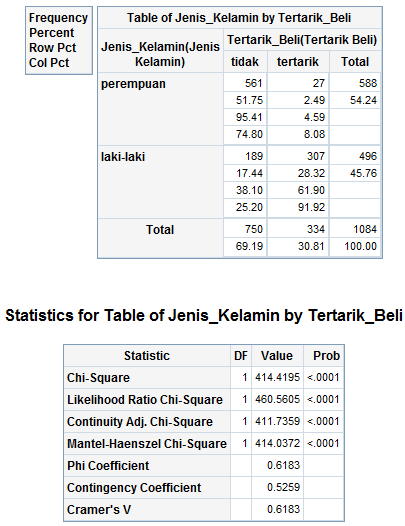 Frequency
Percent
Row Pct
Col Pct
Table of Jenis_Kelamin by Tertarik_Beli
Jenis_Kelamin(Jenis Kelamin)
Tertarik_Beli(Tertarik Beli)
tidak tertarik Total
perempuan 561 27 588
51.75 2.49 54.24
95.41 4.59
74.80 8.08
laki-laki 189 307 496
17.44 28.32 45.76
38.10 61.90
25.20 91.92
Total 750 334 1084
69.19 30.81 100.00
Statistics for Table of Jenis_Kelamin by Tertarik_Beli
Statistic DF Value Prob
Chi-Square 1 414.4195 <.0001
Likelihood Ratio Chi-Square 1 460.5605 <.0001
Continuity Adj. Chi-Square 1 411.7359 <.0001
Mantel-Haenszel Chi-Square 1 414.0372 <.0001
Phi Coefficient 0.6183
Contingency Coefficient 0.5259
Cramer's V 0.6183